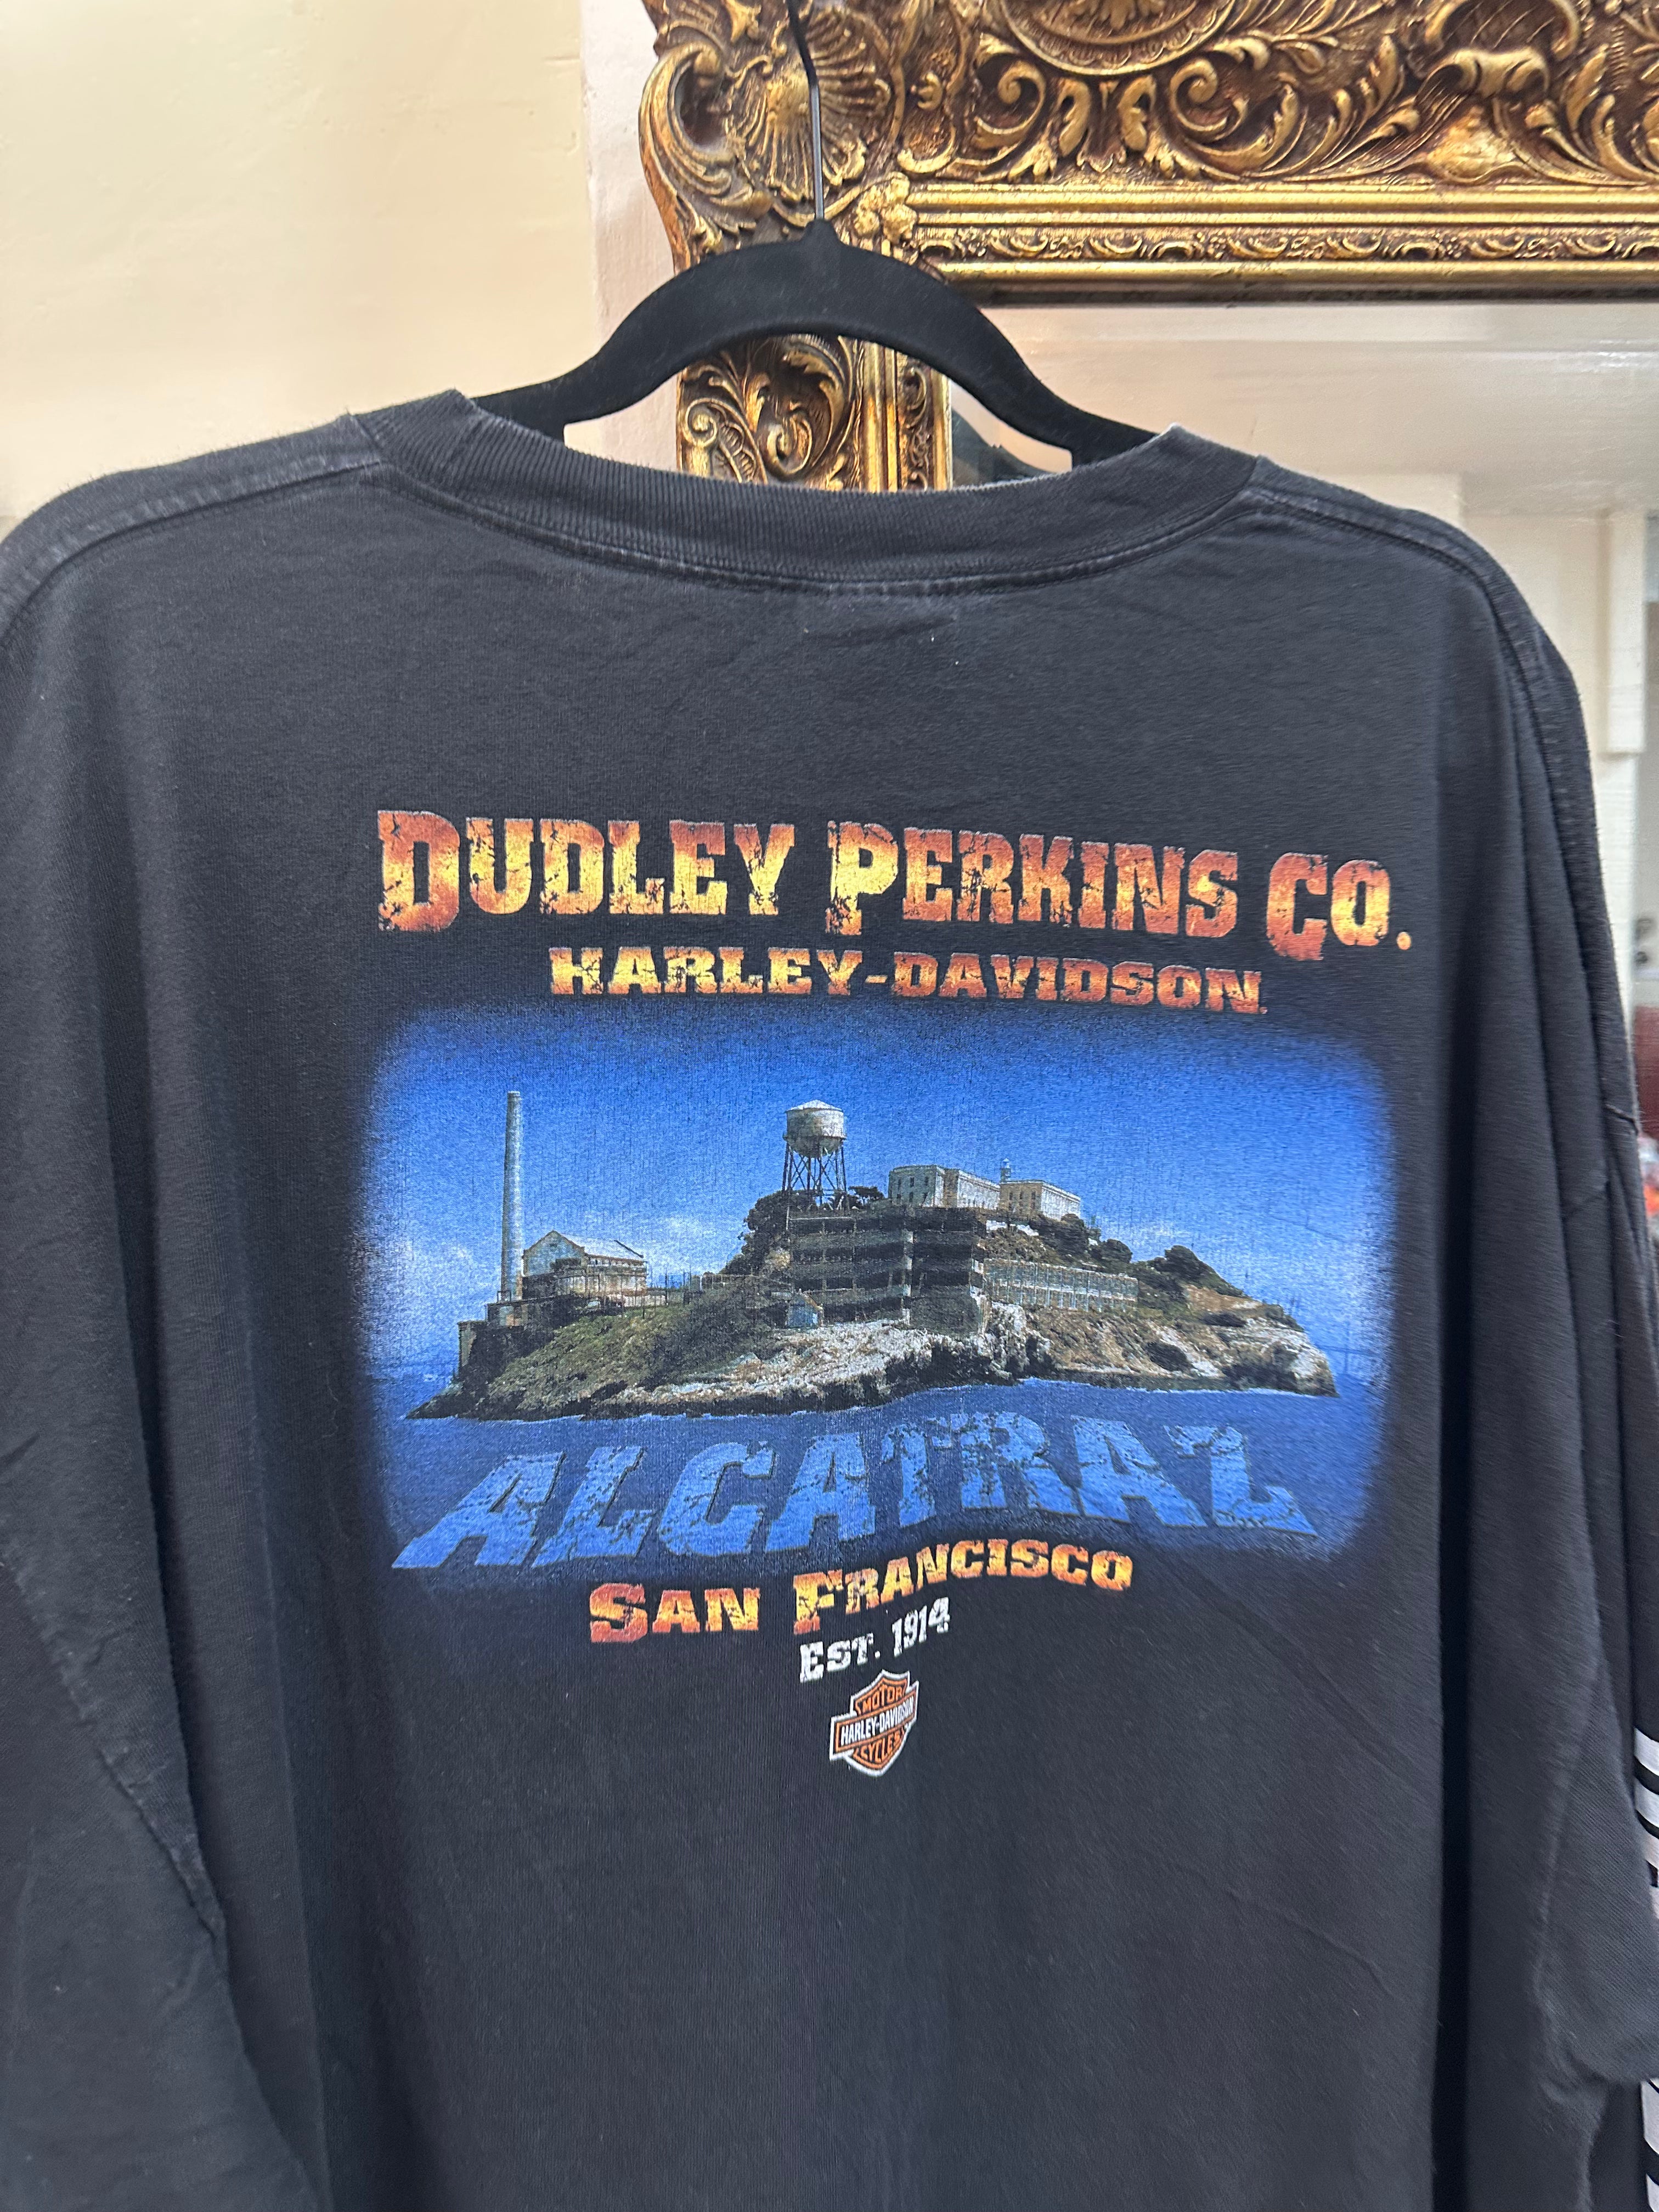 DUDLEY PERKINS CO.
HARLEY-DAVIDSON
ALCATRAZ
SAN FRANCISCO
EST. 1914
MOTOR
HARLEY-DAVIDSON
CYCLES